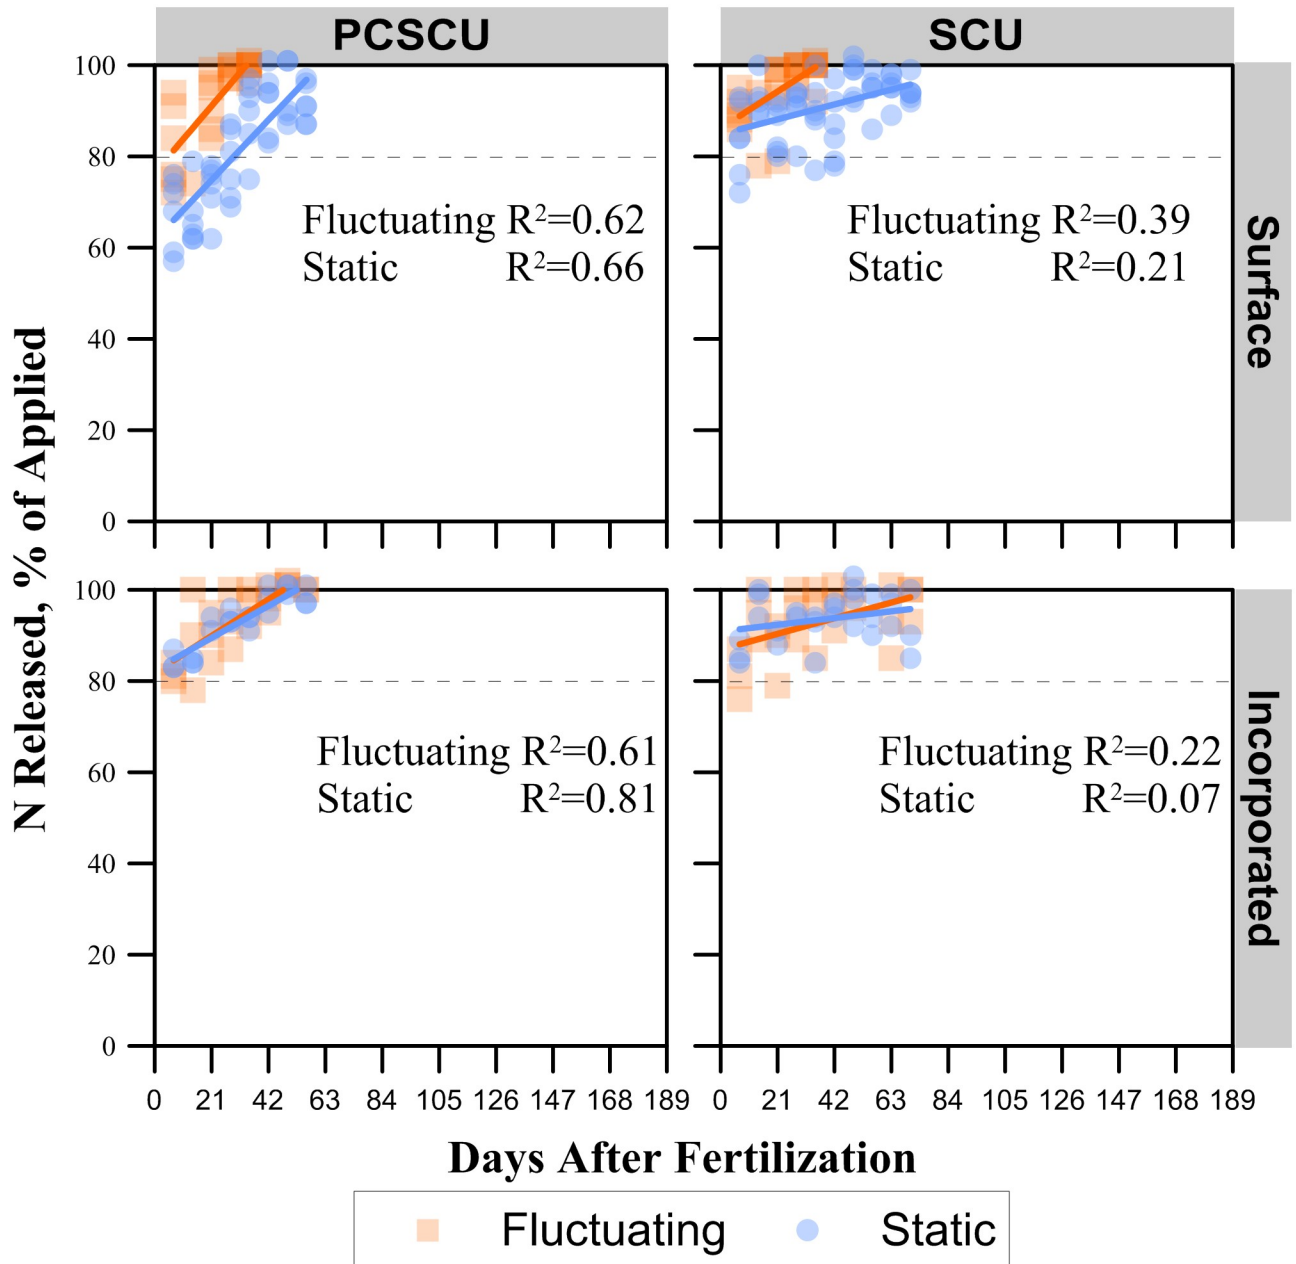 PCSCU SCU
100
80
60
40
20
0
Fluctuating R²=0.62
Static R²=0.66
Fluctuating R²=0.39
Static R²=0.21
Surface
N Released, % of Applied
100
80
60
40
20
0
Fluctuating R²=0.61
Static R²=0.81
Fluctuating R²=0.22
Static R²=0.07
Incorporated
0 21 42 63 84 105 126 147 168 189
0 21 42 63 84 105 126 147 168 189
Days After Fertilization
Fluctuating Static